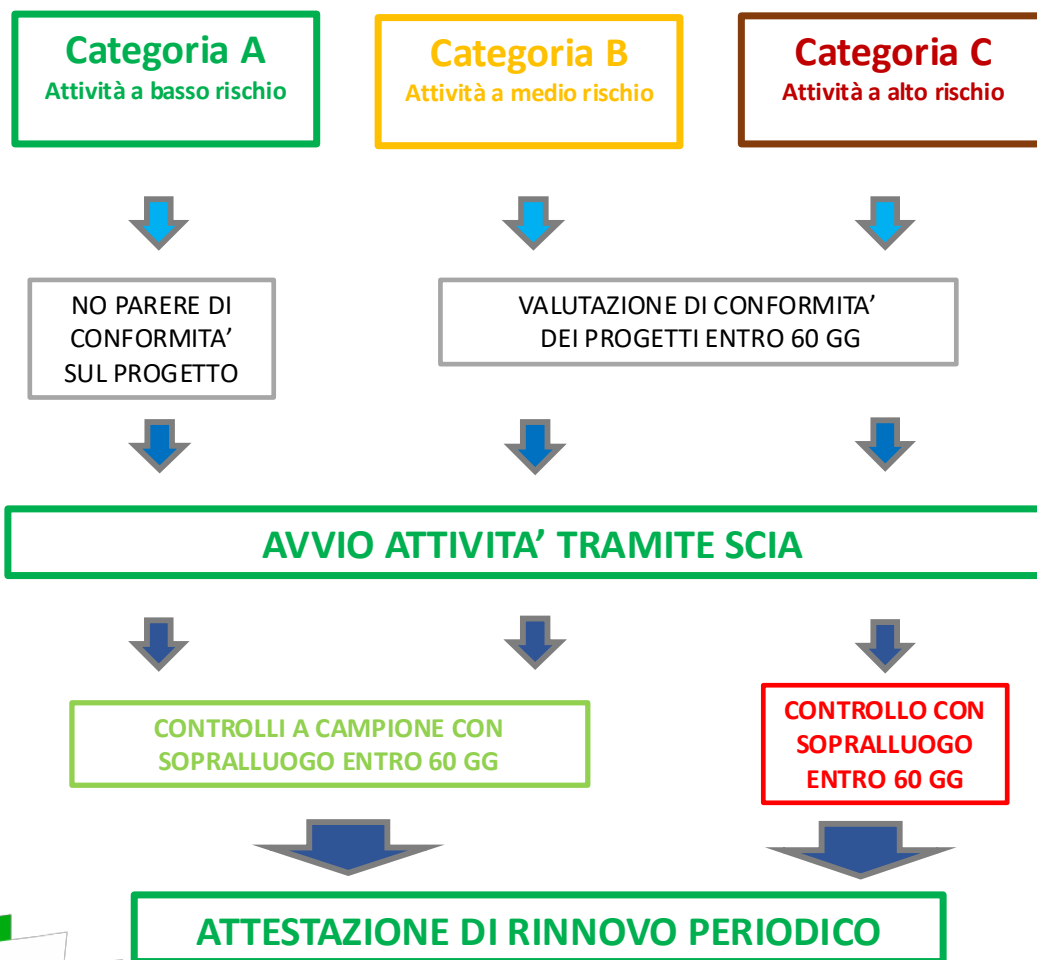 Categoria A
Attività a basso rischio
Categoria B
Attività a medio rischio
Categoria C
Attività a alto rischio
NO PARERE DI
CONFORMITA’
SUL PROGETTO
VALUTAZIONE DI CONFORMITA’
DEI PROGETTI ENTRO 60 GG
AVVIO ATTIVITA’ TRAMITE SCIA
CONTROLLI A CAMPIONE CON
SOPRALLUOGO ENTRO 60 GG
CONTROLLO CON
SOPRALLUOGO
ENTRO 60 GG
ATTESTAZIONE DI RINNOVO PERIODICO